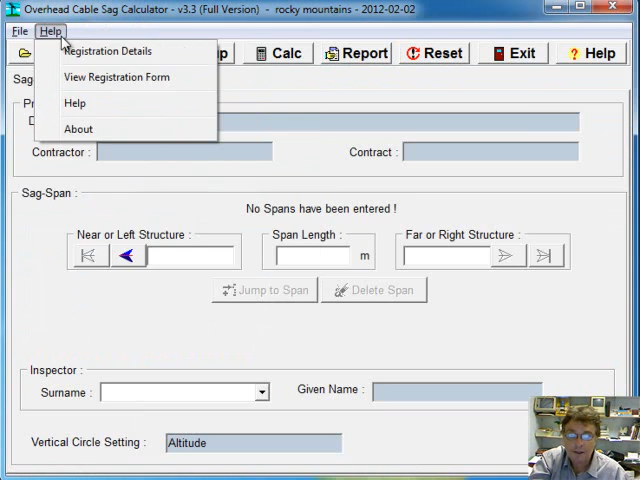 Overhead Cable Sag Calculator - v3.3 (Full Version) - rocky mountains - 2012-02-02
File Help
Calc Report Reset Exit Help
Registration Details
View Registration Form
Help
About
Contractor : Contract :
Sag-Span :
No Spans have been entered !
Near or Left Structure : Span Length : Far or Right Structure :
m
Jump to Span Delete Span
Inspector :
Surname : Given Name :
Vertical Circle Setting : Altitude